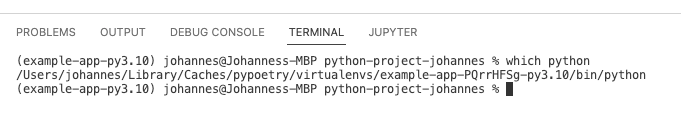 PROBLEMS OUTPUT DEBUG CONSOLE TERMINAL JUPYTER
(example-app-py3.10) johannes@Johanness-MBP python-project-johannes % which python
/Users/johannes/Library/Caches/pypoetry/virtualenvs/example-app-PQrrHFSg-py3.10/bin/python
(example-app-py3.10) johannes@Johanness-MBP python-project-johannes %